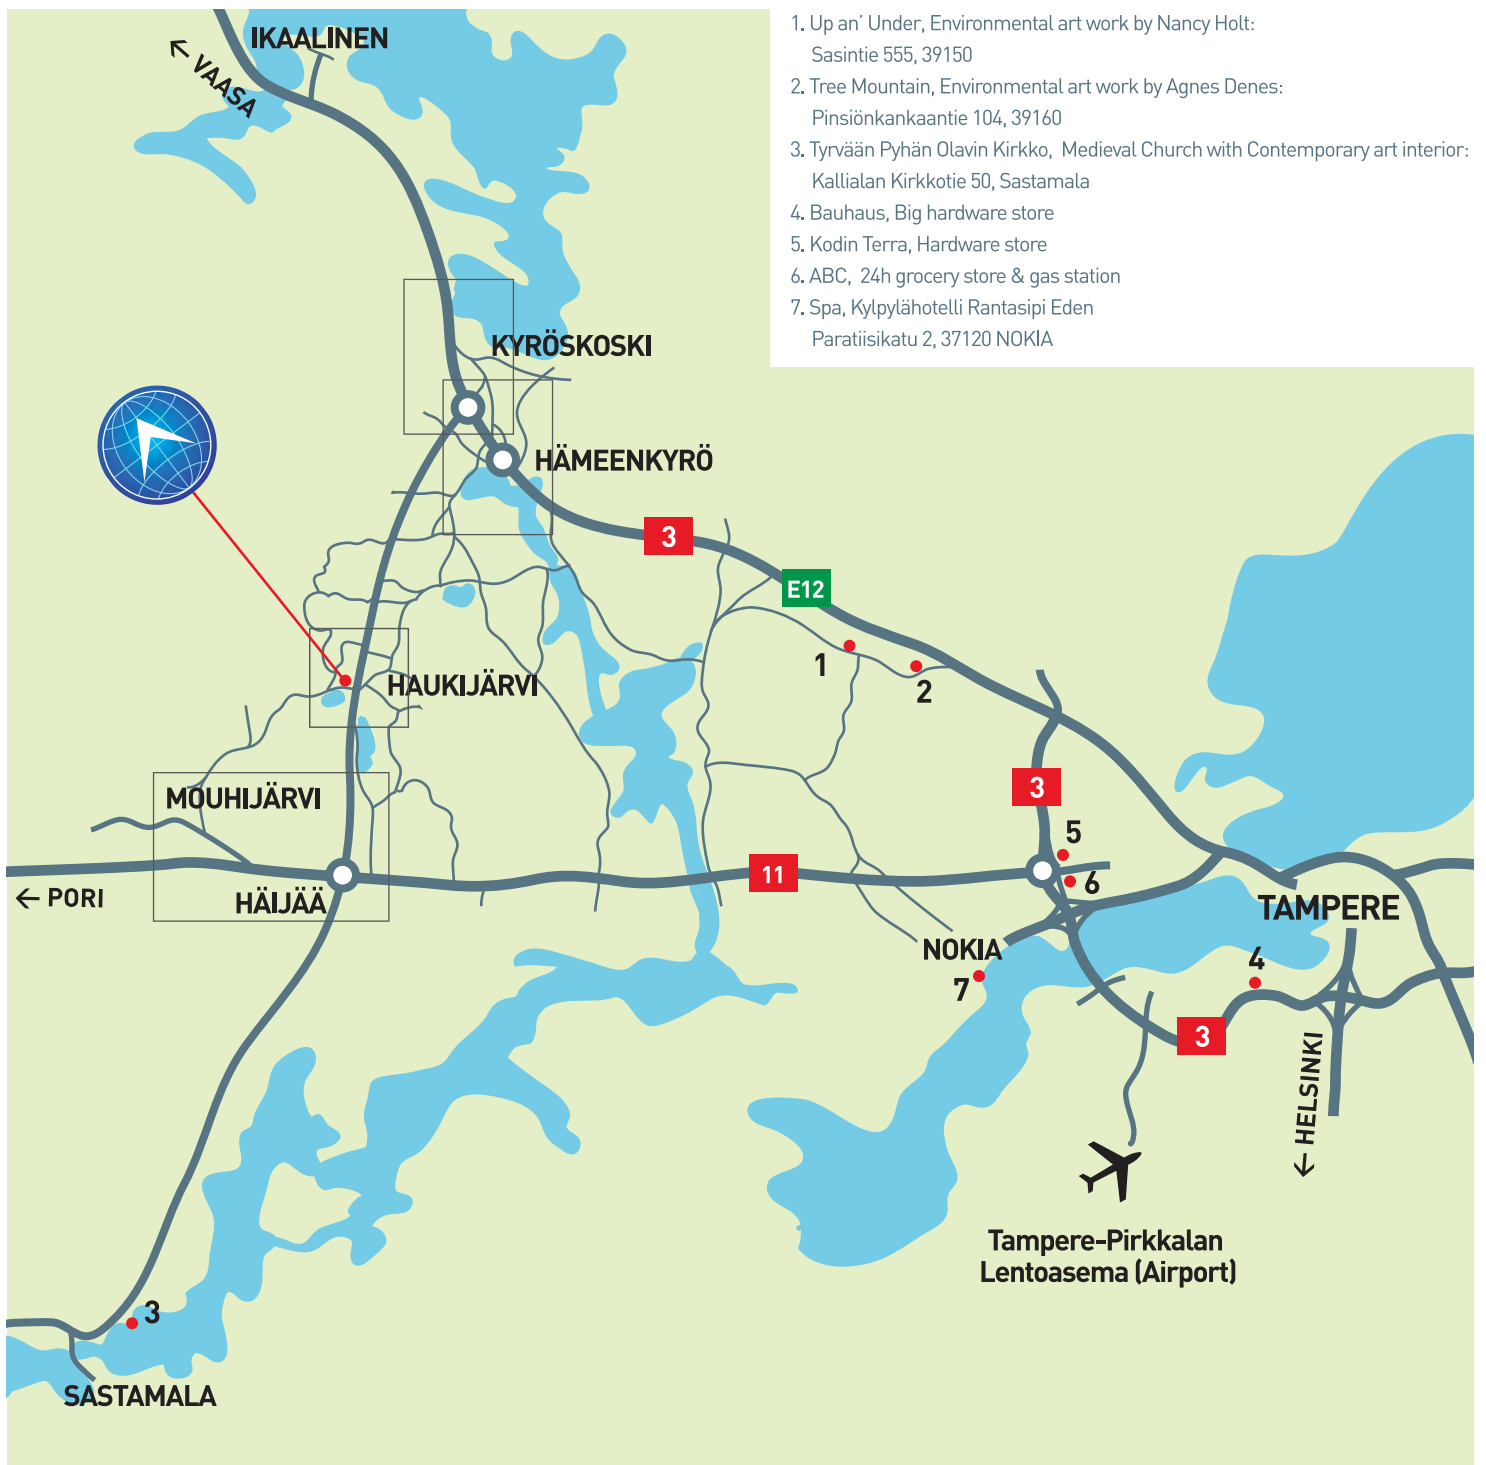 1. Up an' Under, Environmental art work by Nancy Holt:
Sasintie 555, 39150
2. Tree Mountain, Environmental art work by Agnes Denes:
Pinsiönkankaantie 104, 39160
3. Tyrvään Pyhän Olavin Kirkko, Medieval Church with Contemporary art interior:
Kallialan Kirkkotie 50, Sastamala
4. Bauhaus, Big hardware store
5. Kodin Terra, Hardware store
6. ABC, 24h grocery store & gas station
7. Spa, Kylpylähotelli Rantasipi Eden
Paratiisikatu 2, 37120 NOKIA
IKAALINEN
← VAASA
KYRÖSKOSKI
HÄMEENKYRÖ
3
E12
1
2
HAUKIJÄRVI
3
MOUHIJÄRVI
5
11
6
← PORI
HÄIJÄÄ
TAMPERE
NOKIA
4
7
3
← HELSINKI
Tampere-Pirkkalan
Lentoasema (Airport)
3
SASTAMALA